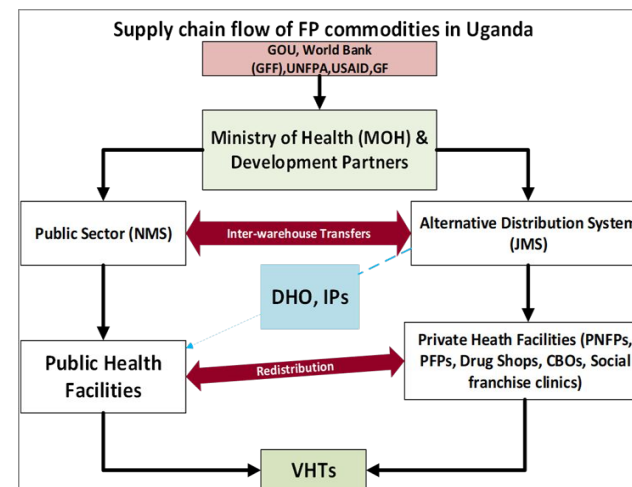 Supply chain flow of FP commodities in Uganda
GOU, World Bank
(GFF),UNFPA,USAID,GF
Ministry of Health (MOH) &
Development Partners
Public Sector (NMS)
Inter-warehouse Transfers
Alternative Distribution System
(JMS)
DHO, IPs
Public Health
Facilities
Redistribution
Private Heath Facilities (PNFPs,
PFPs, Drug Shops, CBOs, Social
franchise clinics)
VHTs